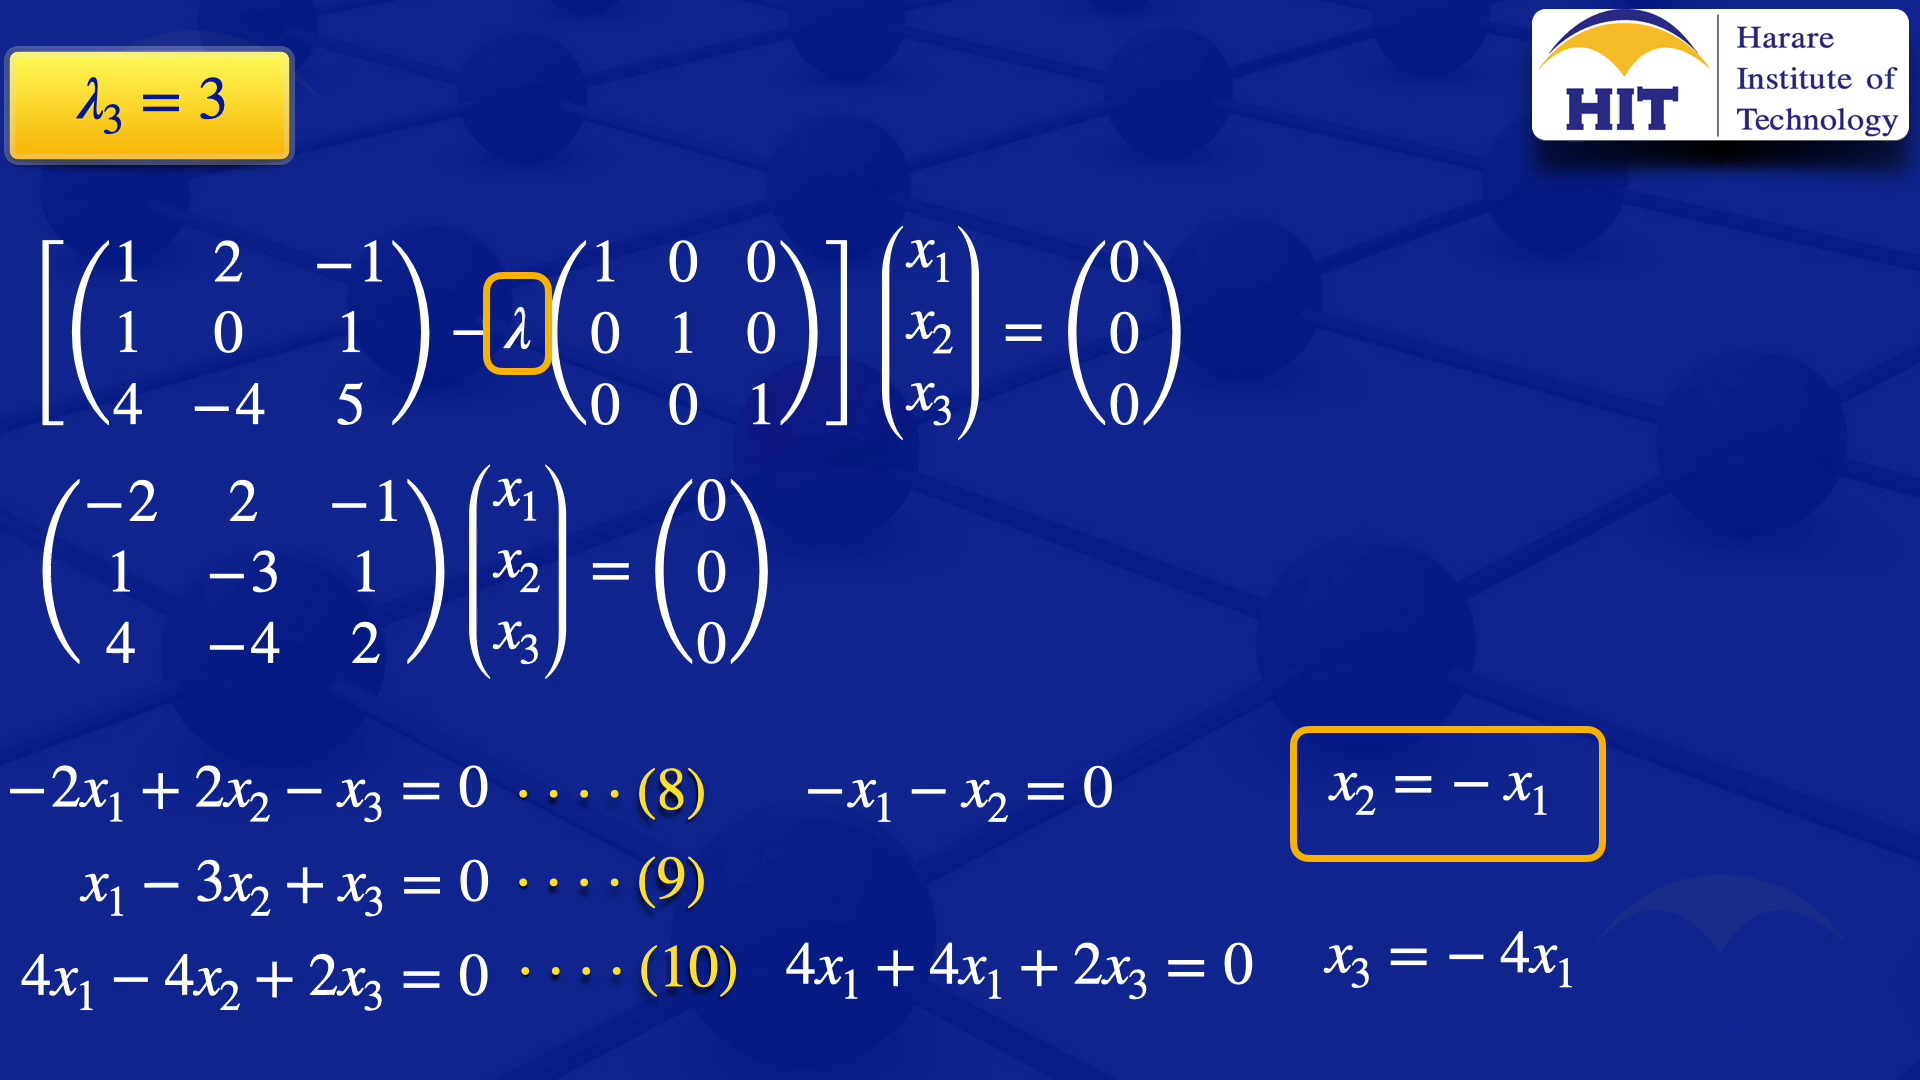 λ₃ = 3
Harare
Institute of
Technology
HIT
[(1 2 −1) − λ (1 0 0)] (x₁) = (0)
[(1 0 1) (0 1 0)] (x₂) (0)
[(4 −4 5) (0 0 1)] (x₃) (0)
(−2 2 −1) (x₁) = (0)
(1 −3 1) (x₂) (0)
(4 −4 2) (x₃) (0)
−2x₁ + 2x₂ − x₃ = 0 · · · · (8) −x₁ − x₂ = 0 x₂ = − x₁
x₁ − 3x₂ + x₃ = 0 · · · · (9)
4x₁ − 4x₂ + 2x₃ = 0 · · · · (10) 4x₁ + 4x₁ + 2x₃ = 0 x₃ = − 4x₁